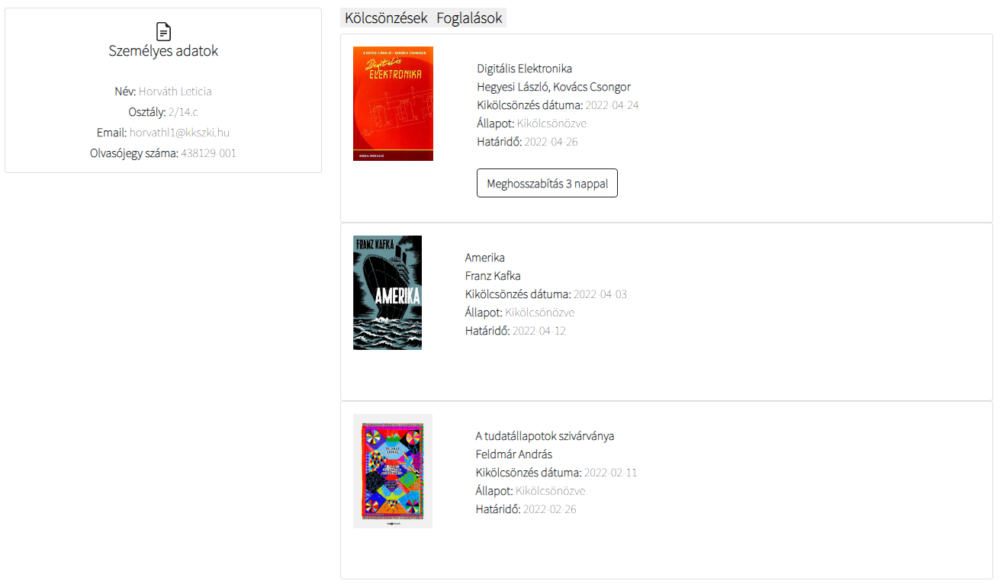 Személyes adatok
Név: Horváth Leticia
Osztály: 2/14.c
Email: horvathl1@kkszki.hu
Olvasójegy száma: 438129-001
Kölcsönzések Foglalások
HEGYESI LÁSZLÓ - KOVÁCS CSONGOR
Digitális
ELEKTRONIKA
Digitális Elektronika
Hegyesi László, Kovács Csongor
Kikölcsönzés dátuma: 2022-04-24
Állapot: Kikölcsönözve
Határidő: 2022-04-26
Meghosszabítás 3 nappal
FRANZ KAFKA
AMERIKA
Amerika
Franz Kafka
Kikölcsönzés dátuma: 2022-04-03
Állapot: Kikölcsönözve
Határidő: 2022-04-12
FELDMÁR
ANDRÁS
A tudatállapotok szivárványa
Feldmár András
Kikölcsönzés dátuma: 2022-02-11
Állapot: Kikölcsönözve
Határidő: 2022-02-26